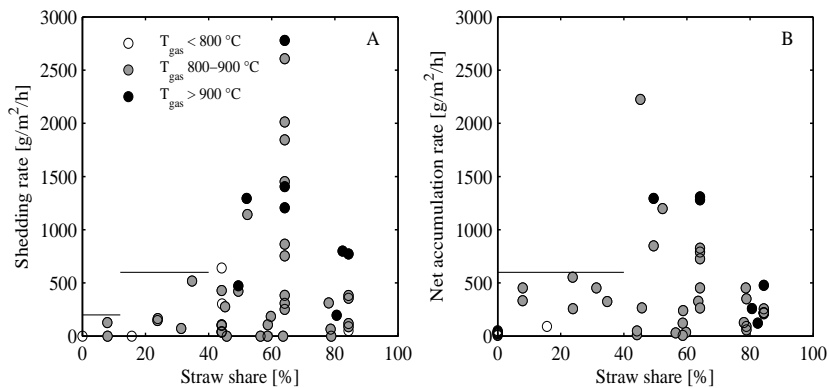 3000
2500
2000
1500
1000
500
0
Shedding rate [g/m²/h]
T_gas < 800 °C
T_gas 800–900 °C
T_gas > 900 °C
A
0 20 40 60 80 100
Straw share [%]
3000
2500
2000
1500
1000
500
0
Net accumulation rate [g/m²/h]
B
0 20 40 60 80 100
Straw share [%]